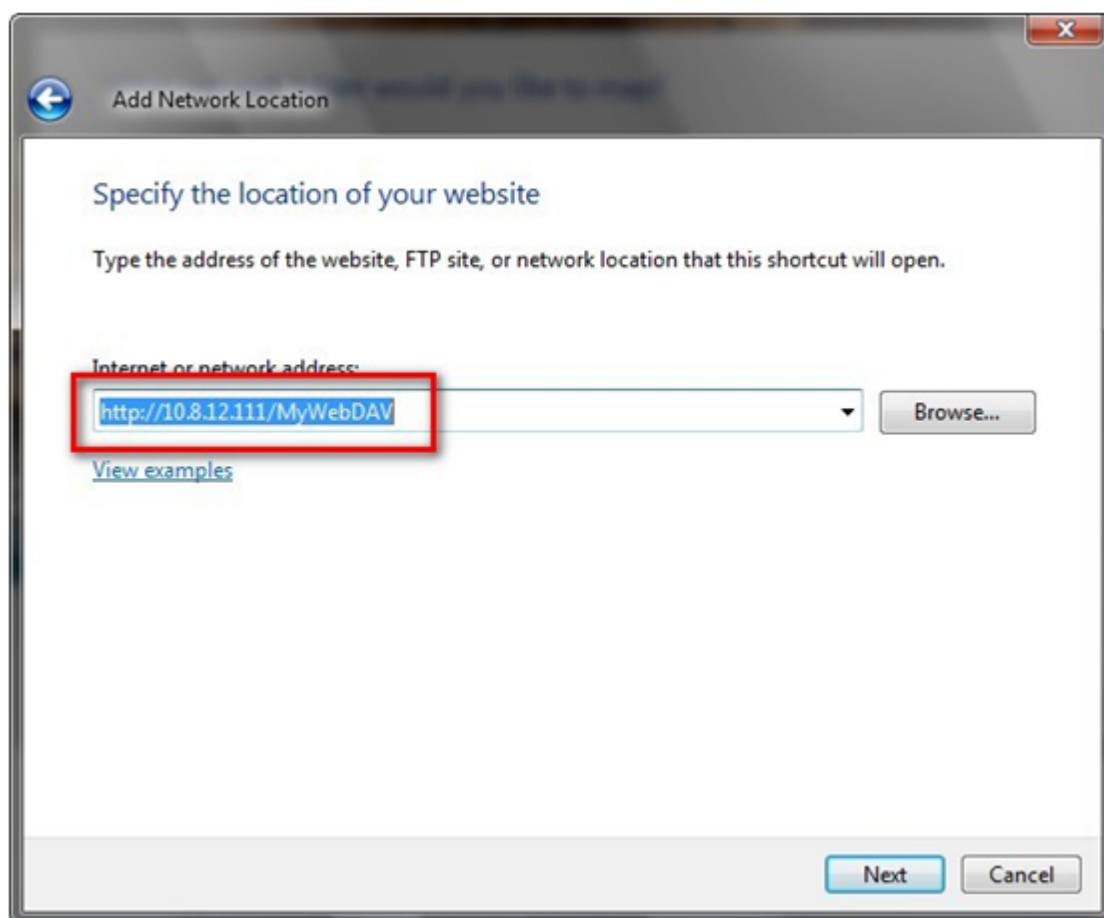 Add Network Location
Specify the location of your website
Type the address of the website, FTP site, or network location that this shortcut will open.
Internet or network address:
http://10.8.12.111/MyWebDAV
Browse...
View examples
Next
Cancel